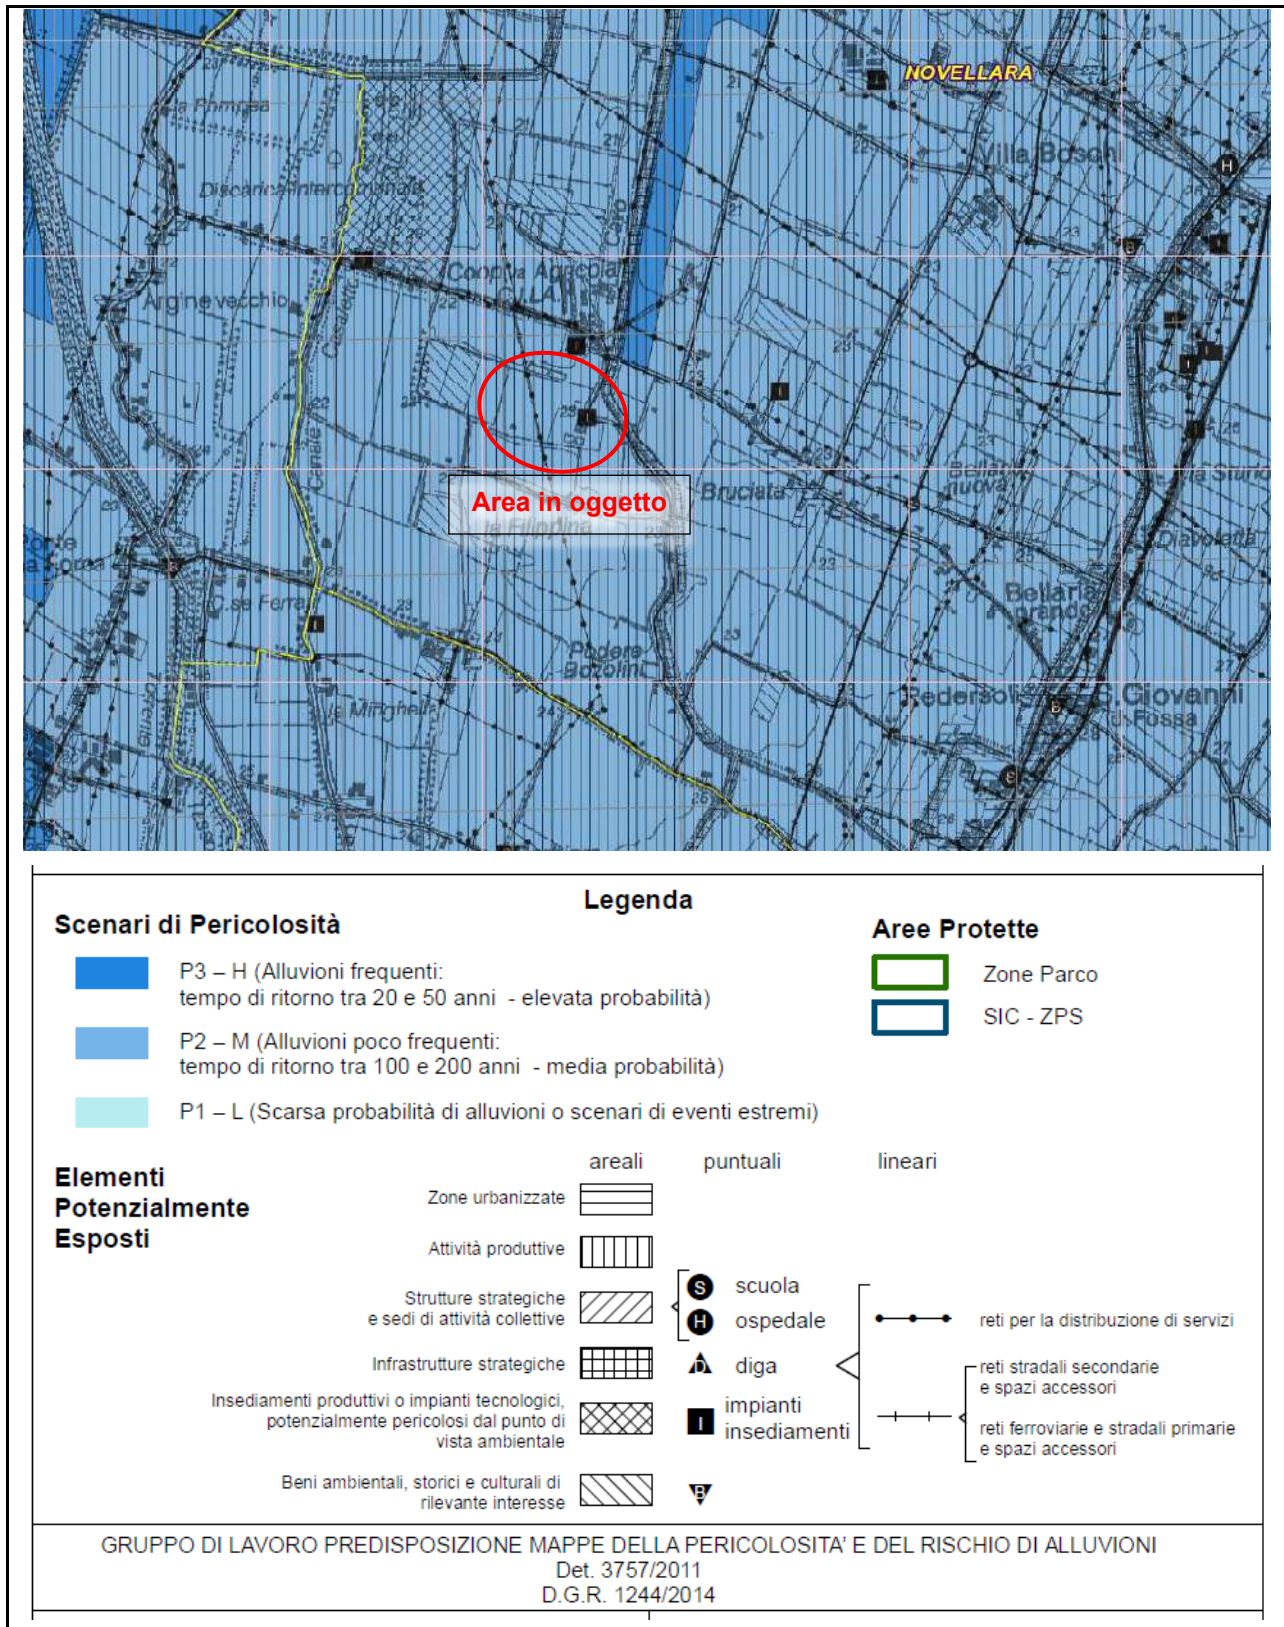 NOVELLARA
Villa Boschi
Discarica Intercomunale
Coop.va Agricola
Argine vecchio
Area in oggetto
Bruciata
la Filippina
Diavoletta
Bellaria
C.se Ferra
Podere
Bozolini
S. Giovanni
di Fossa
la Minghella
Legenda
Scenari di Pericolosità
P3 – H (Alluvioni frequenti:
tempo di ritorno tra 20 e 50 anni - elevata probabilità)
P2 – M (Alluvioni poco frequenti:
tempo di ritorno tra 100 e 200 anni - media probabilità)
P1 – L (Scarsa probabilità di alluvioni o scenari di eventi estremi)
Aree Protette
Zone Parco
SIC - ZPS
Elementi
Potenzialmente
Esposti
areali
puntuali
lineari
Zone urbanizzate
Attività produttive
Strutture strategiche
e sedi di attività collettive
Infrastrutture strategiche
Insediamenti produttivi o impianti tecnologici,
potenzialmente pericolosi dal punto di
vista ambientale
Beni ambientali, storici e culturali di
rilevante interesse
S scuola
H ospedale
D diga
I impianti
insediamenti
B
reti per la distribuzione di servizi
reti stradali secondarie
e spazi accessori
reti ferroviarie e stradali primarie
e spazi accessori
GRUPPO DI LAVORO PREDISPOSIZIONE MAPPE DELLA PERICOLOSITA' E DEL RISCHIO DI ALLUVIONI
Det. 3757/2011
D.G.R. 1244/2014